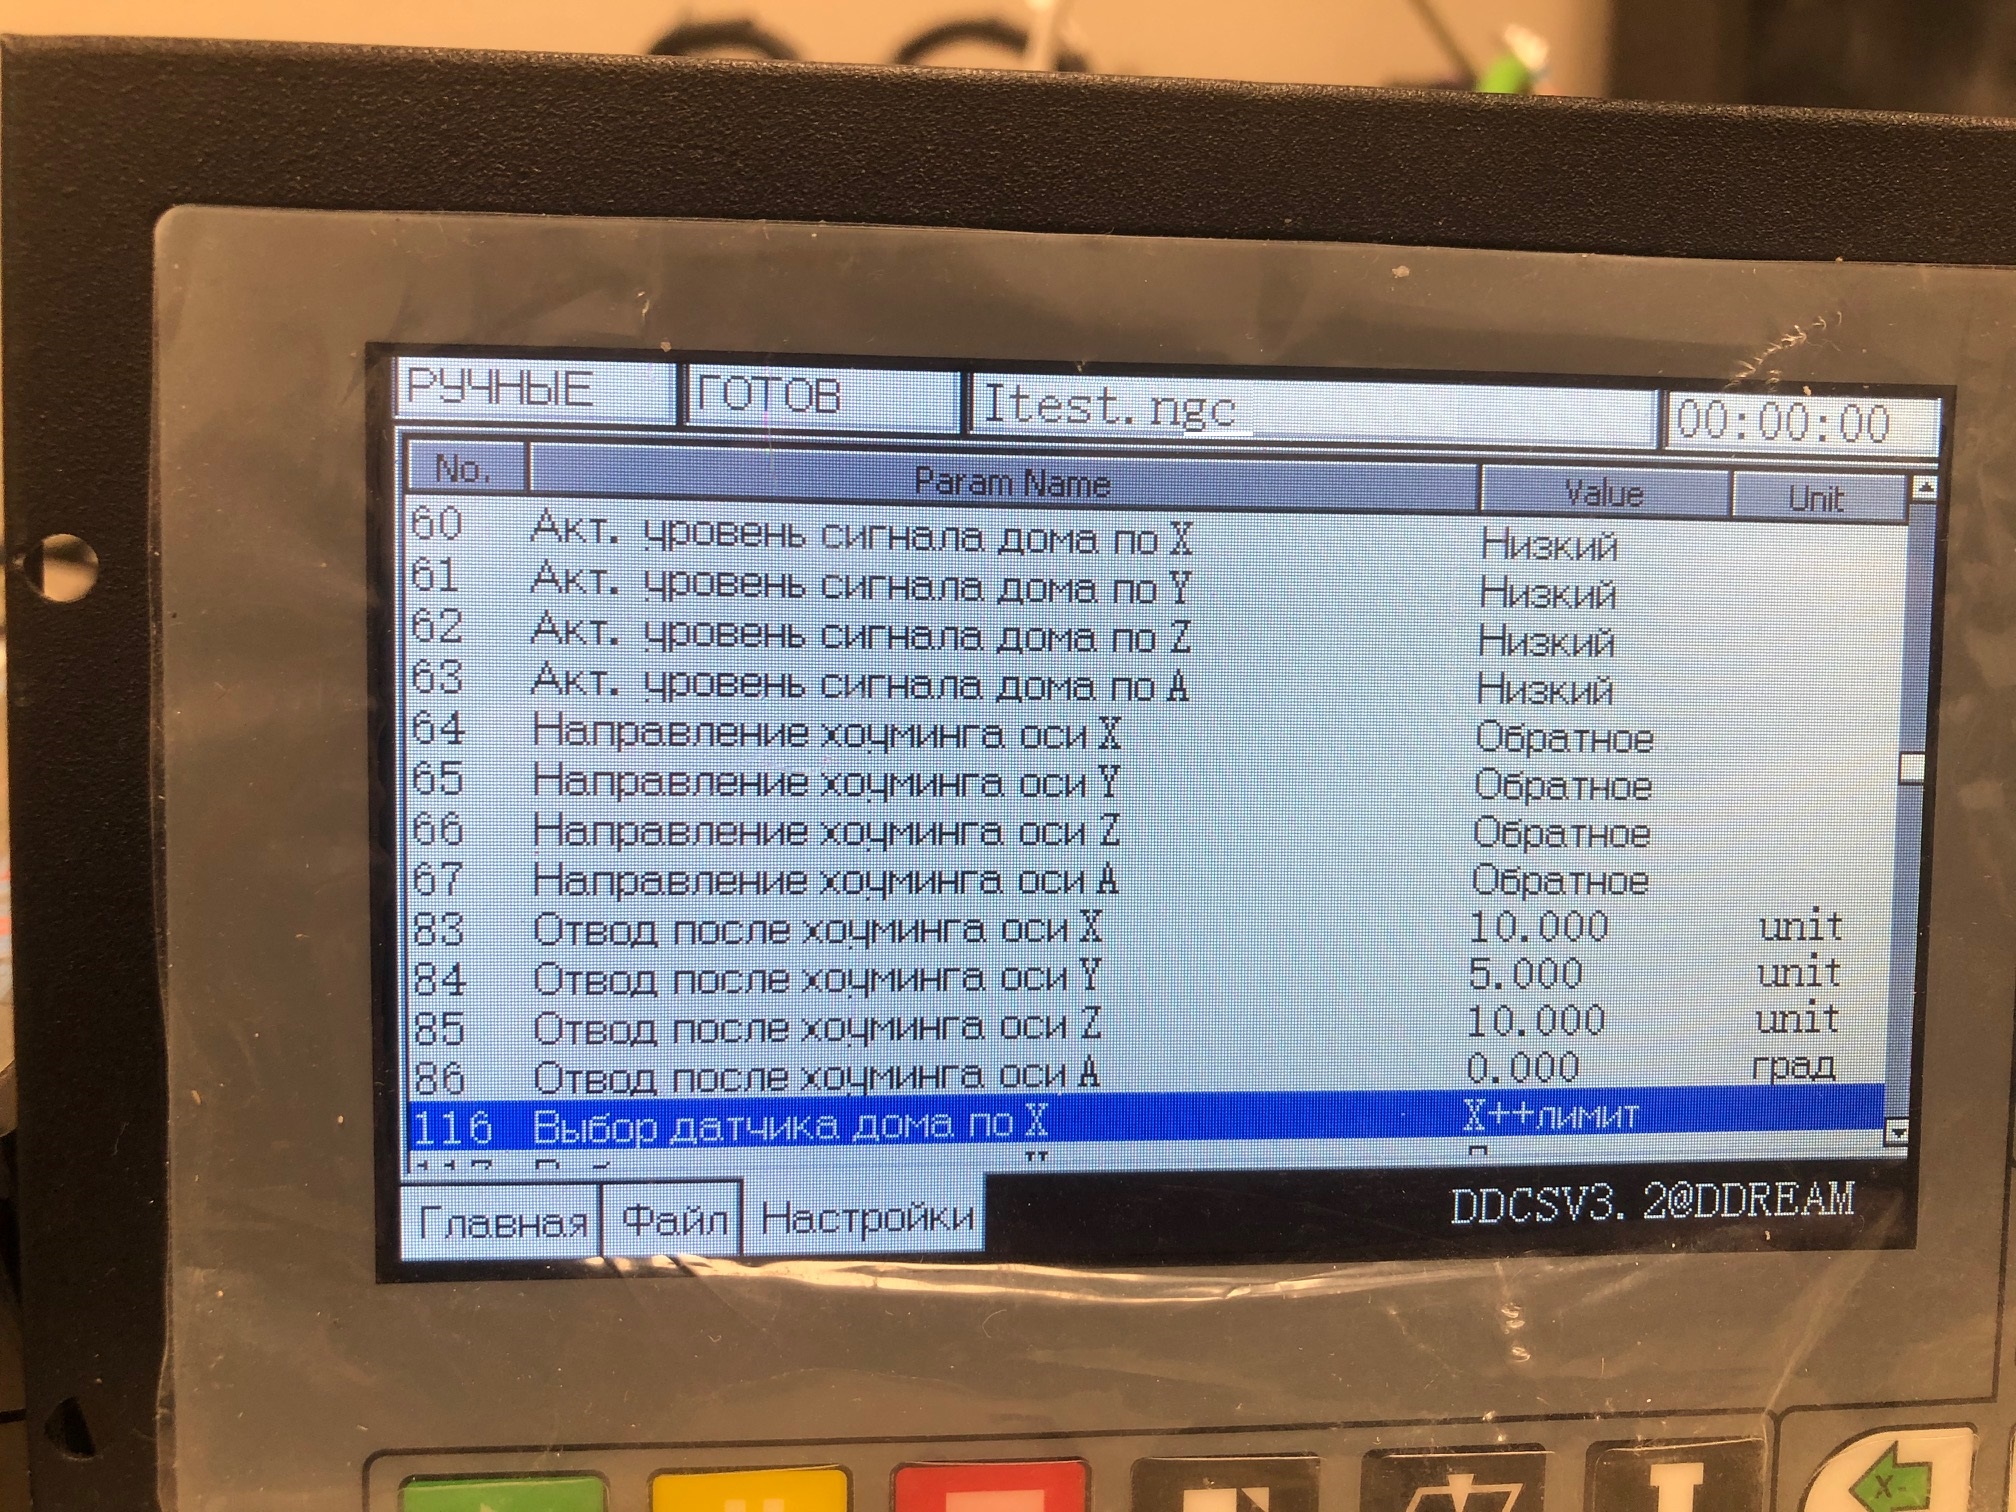 РУЧНЫЕ ГОТОВ Itest.ngc 00:00:00
No. Param Name Value Unit
60 Акт. уровень сигнала дома по X Низкий
61 Акт. уровень сигнала дома по Y Низкий
62 Акт. уровень сигнала дома по Z Низкий
63 Акт. уровень сигнала дома по A Низкий
64 Направление хоуминга оси X Обратное
65 Направление хоуминга оси Y Обратное
66 Направление хоуминга оси Z Обратное
67 Направление хоуминга оси A Обратное
83 Отвод после хоуминга оси X 10.000 unit
84 Отвод после хоуминга оси Y 5.000 unit
85 Отвод после хоуминга оси Z 10.000 unit
86 Отвод после хоуминга оси A 0.000 град
116 Выбор датчика дома по X X++лимит
Главная Файл Настройки DDCSV3.2@DDREAM
X-